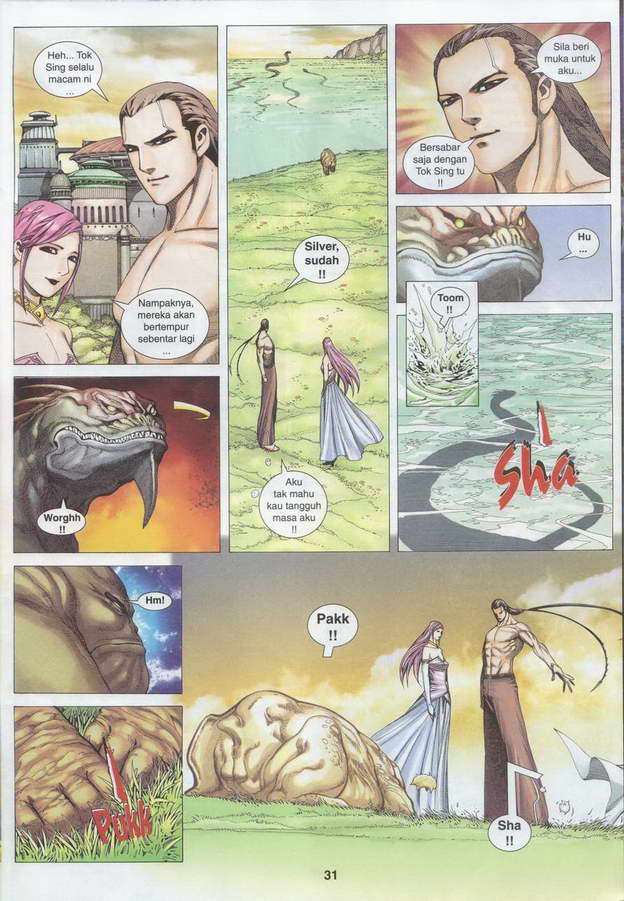 Heh... Tok
Sing selalu
macam ni
...
Nampaknya,
mereka akan
bertempur
sebentar lagi
...
Silver,
sudah
!!
Aku
tak mahu
kau tangguh
masa aku !
Sila beri
muka untuk
aku...
Bersabar
saja dengan
Tok Sing tu
!!
Hu
...
Toom
!!
Sha
Worghh
!!
Hm!
Pukk
Pakk
!!
Sha
!!
31